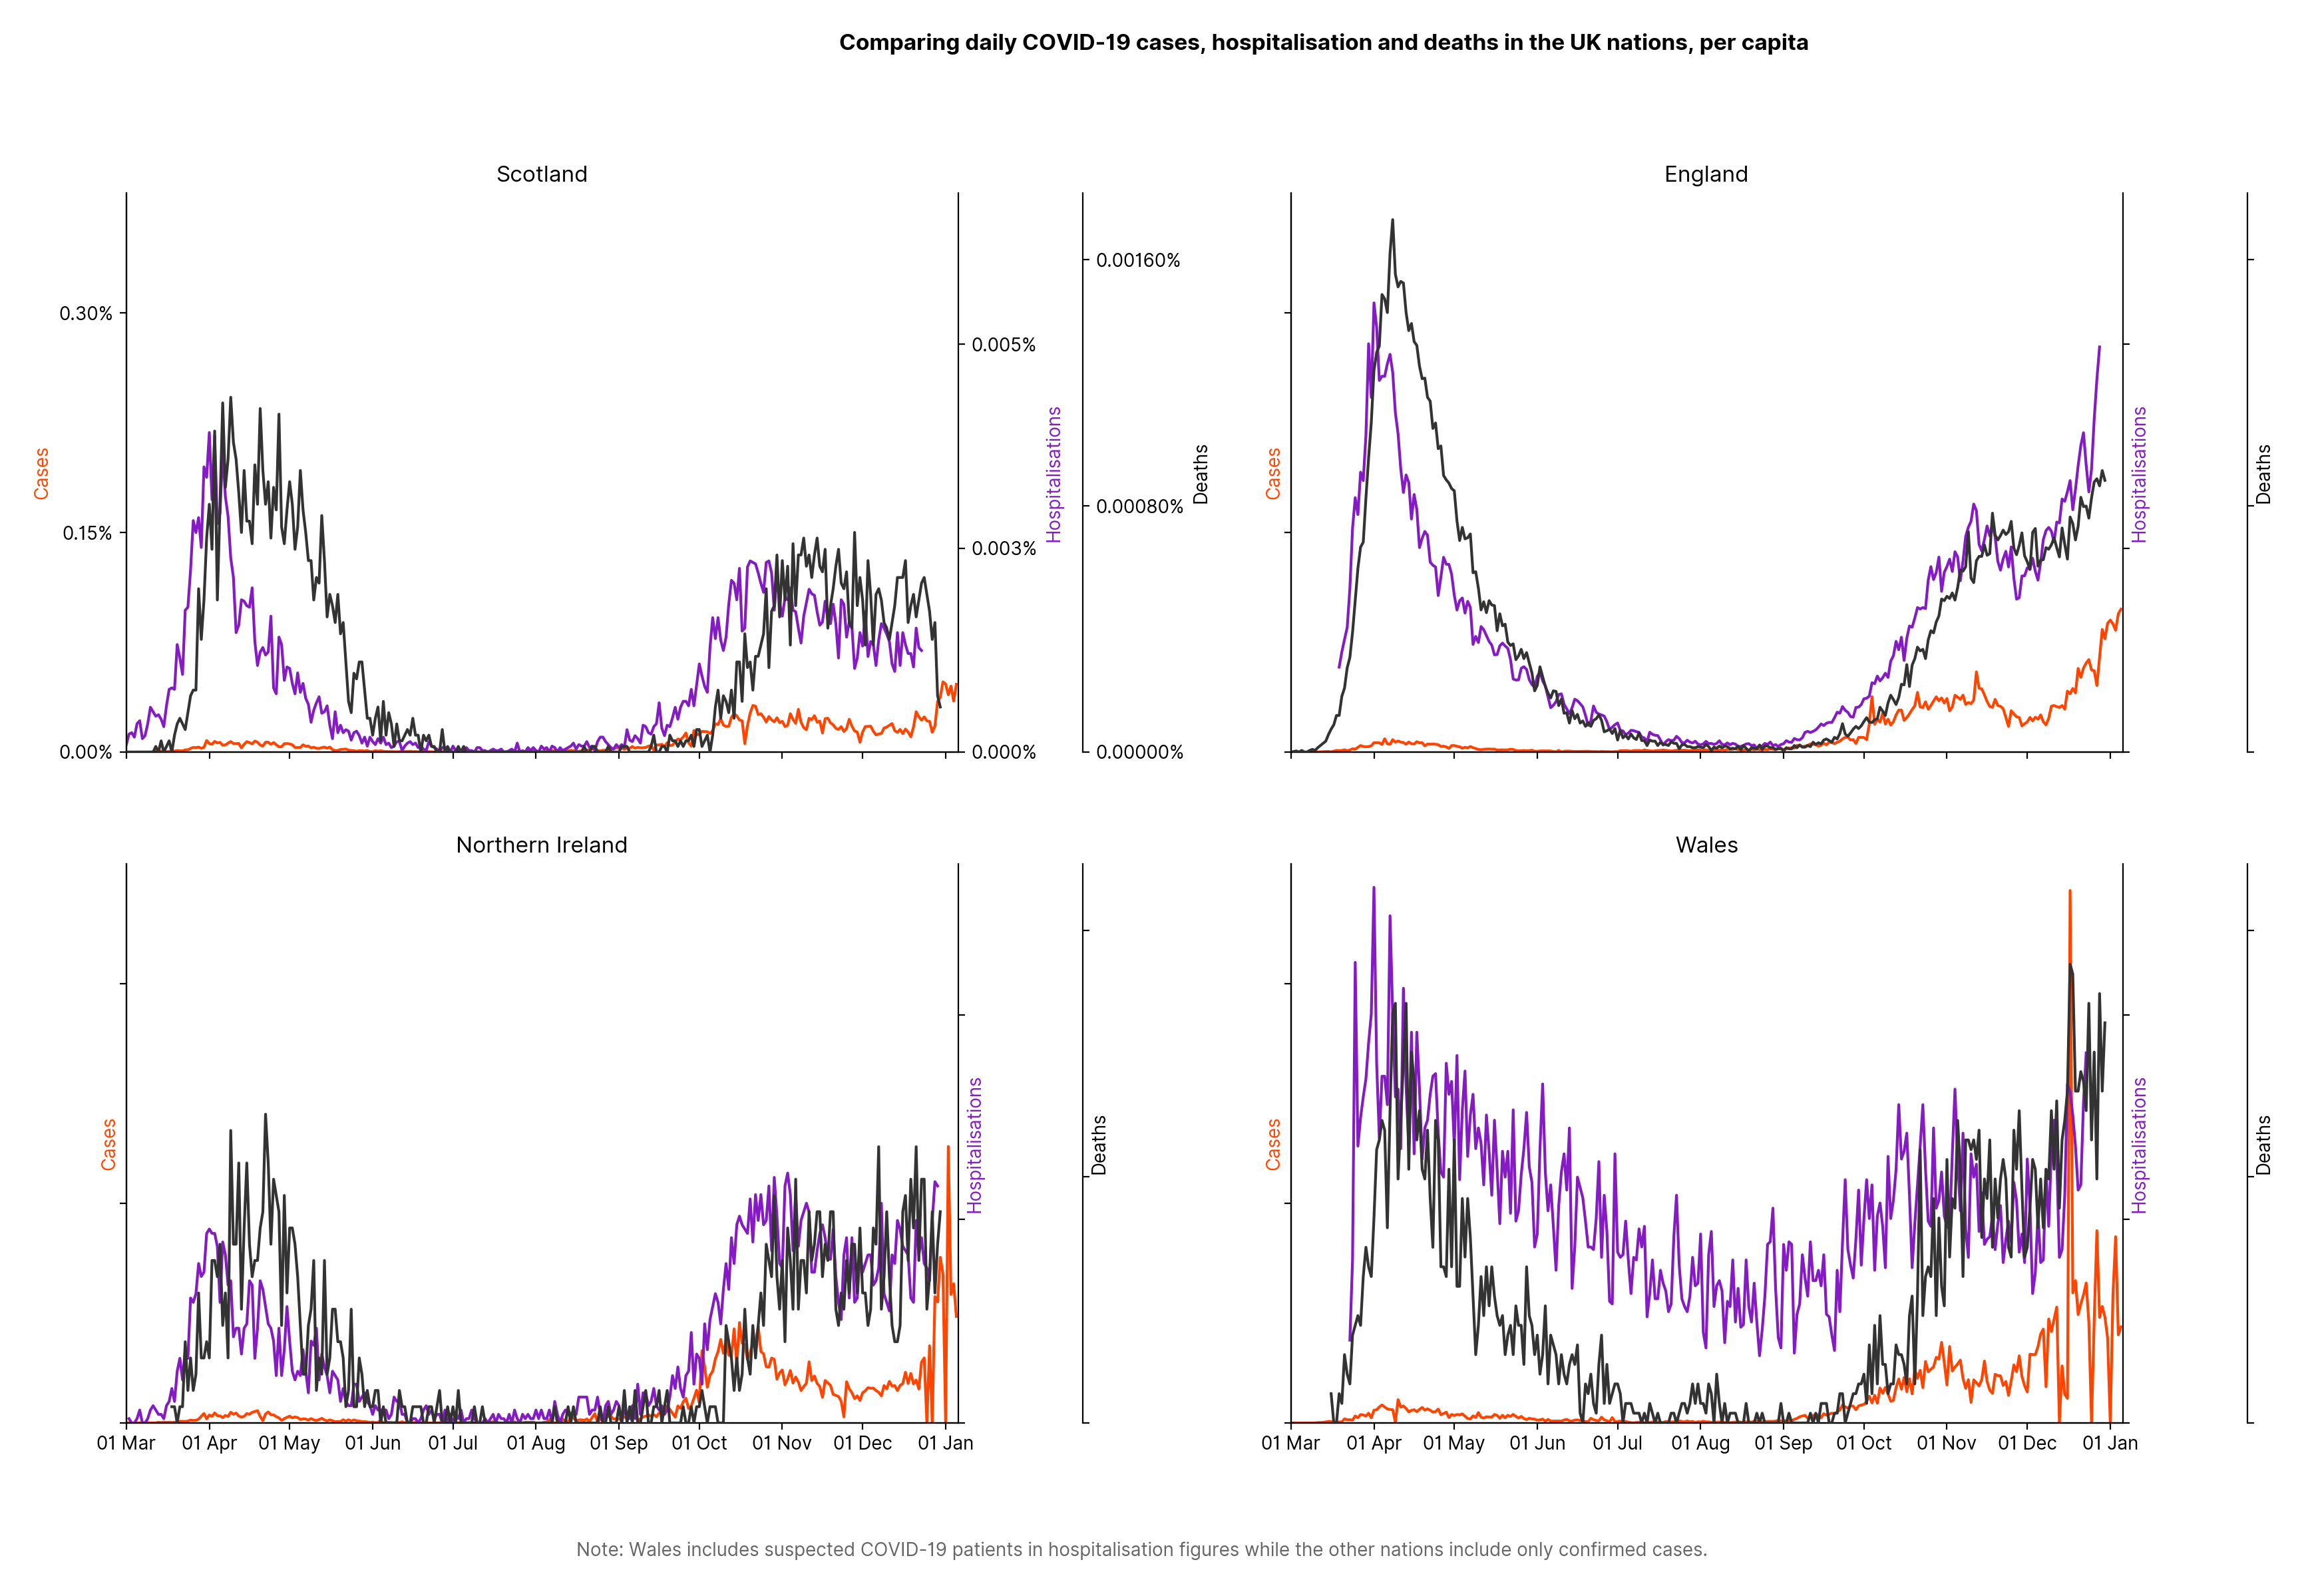 Comparing daily COVID-19 cases, hospitalisation and deaths in the UK nations, per capita
Scotland
Cases
0.30%
0.15%
0.00%
0.005%
0.003%
0.000%
Hospitalisations
0.00160%
0.00080%
0.00000%
Deaths
England
Cases
Hospitalisations
Deaths
Northern Ireland
Cases
Hospitalisations
Deaths
01 Mar 01 Apr 01 May 01 Jun 01 Jul 01 Aug 01 Sep 01 Oct 01 Nov 01 Dec 01 Jan
Wales
Cases
Hospitalisations
Deaths
01 Mar 01 Apr 01 May 01 Jun 01 Jul 01 Aug 01 Sep 01 Oct 01 Nov 01 Dec 01 Jan
Note: Wales includes suspected COVID-19 patients in hospitalisation figures while the other nations include only confirmed cases.